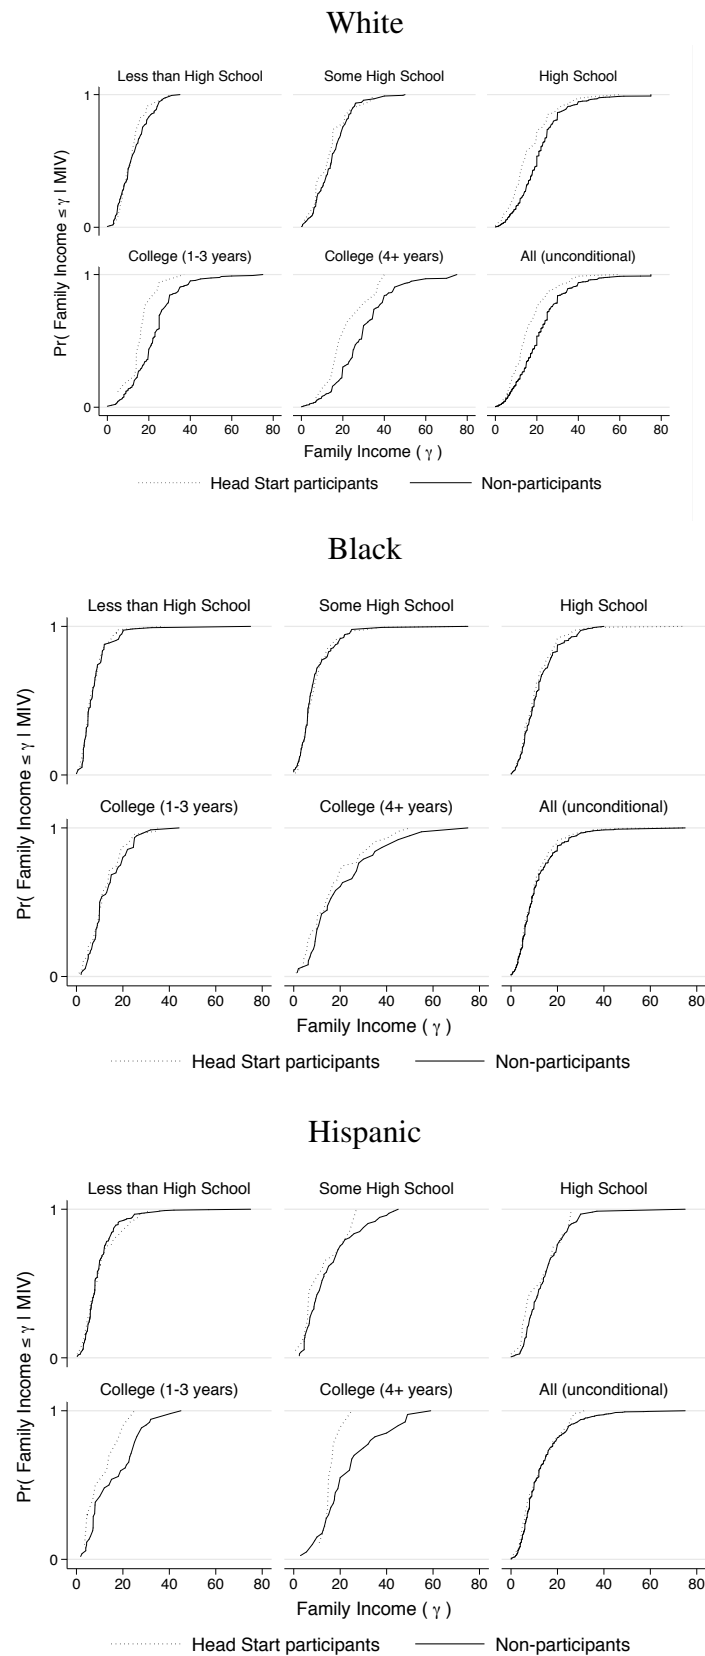 White
Less than High School Some High School High School
1
0
College (1-3 years) College (4+ years) All (unconditional)
1
0
0 20 40 60 80 0 20 40 60 80 0 20 40 60 80
Pr( Family Income ≤ γ | MIV)
Family Income ( γ )
Head Start participants Non-participants
Black
Less than High School Some High School High School
1
0
College (1-3 years) College (4+ years) All (unconditional)
1
0
0 20 40 60 80 0 20 40 60 80 0 20 40 60 80
Pr( Family Income ≤ γ | MIV)
Family Income ( γ )
Head Start participants Non-participants
Hispanic
Less than High School Some High School High School
1
0
College (1-3 years) College (4+ years) All (unconditional)
1
0
0 20 40 60 80 0 20 40 60 80 0 20 40 60 80
Pr( Family Income ≤ γ | MIV)
Family Income ( γ )
Head Start participants Non-participants